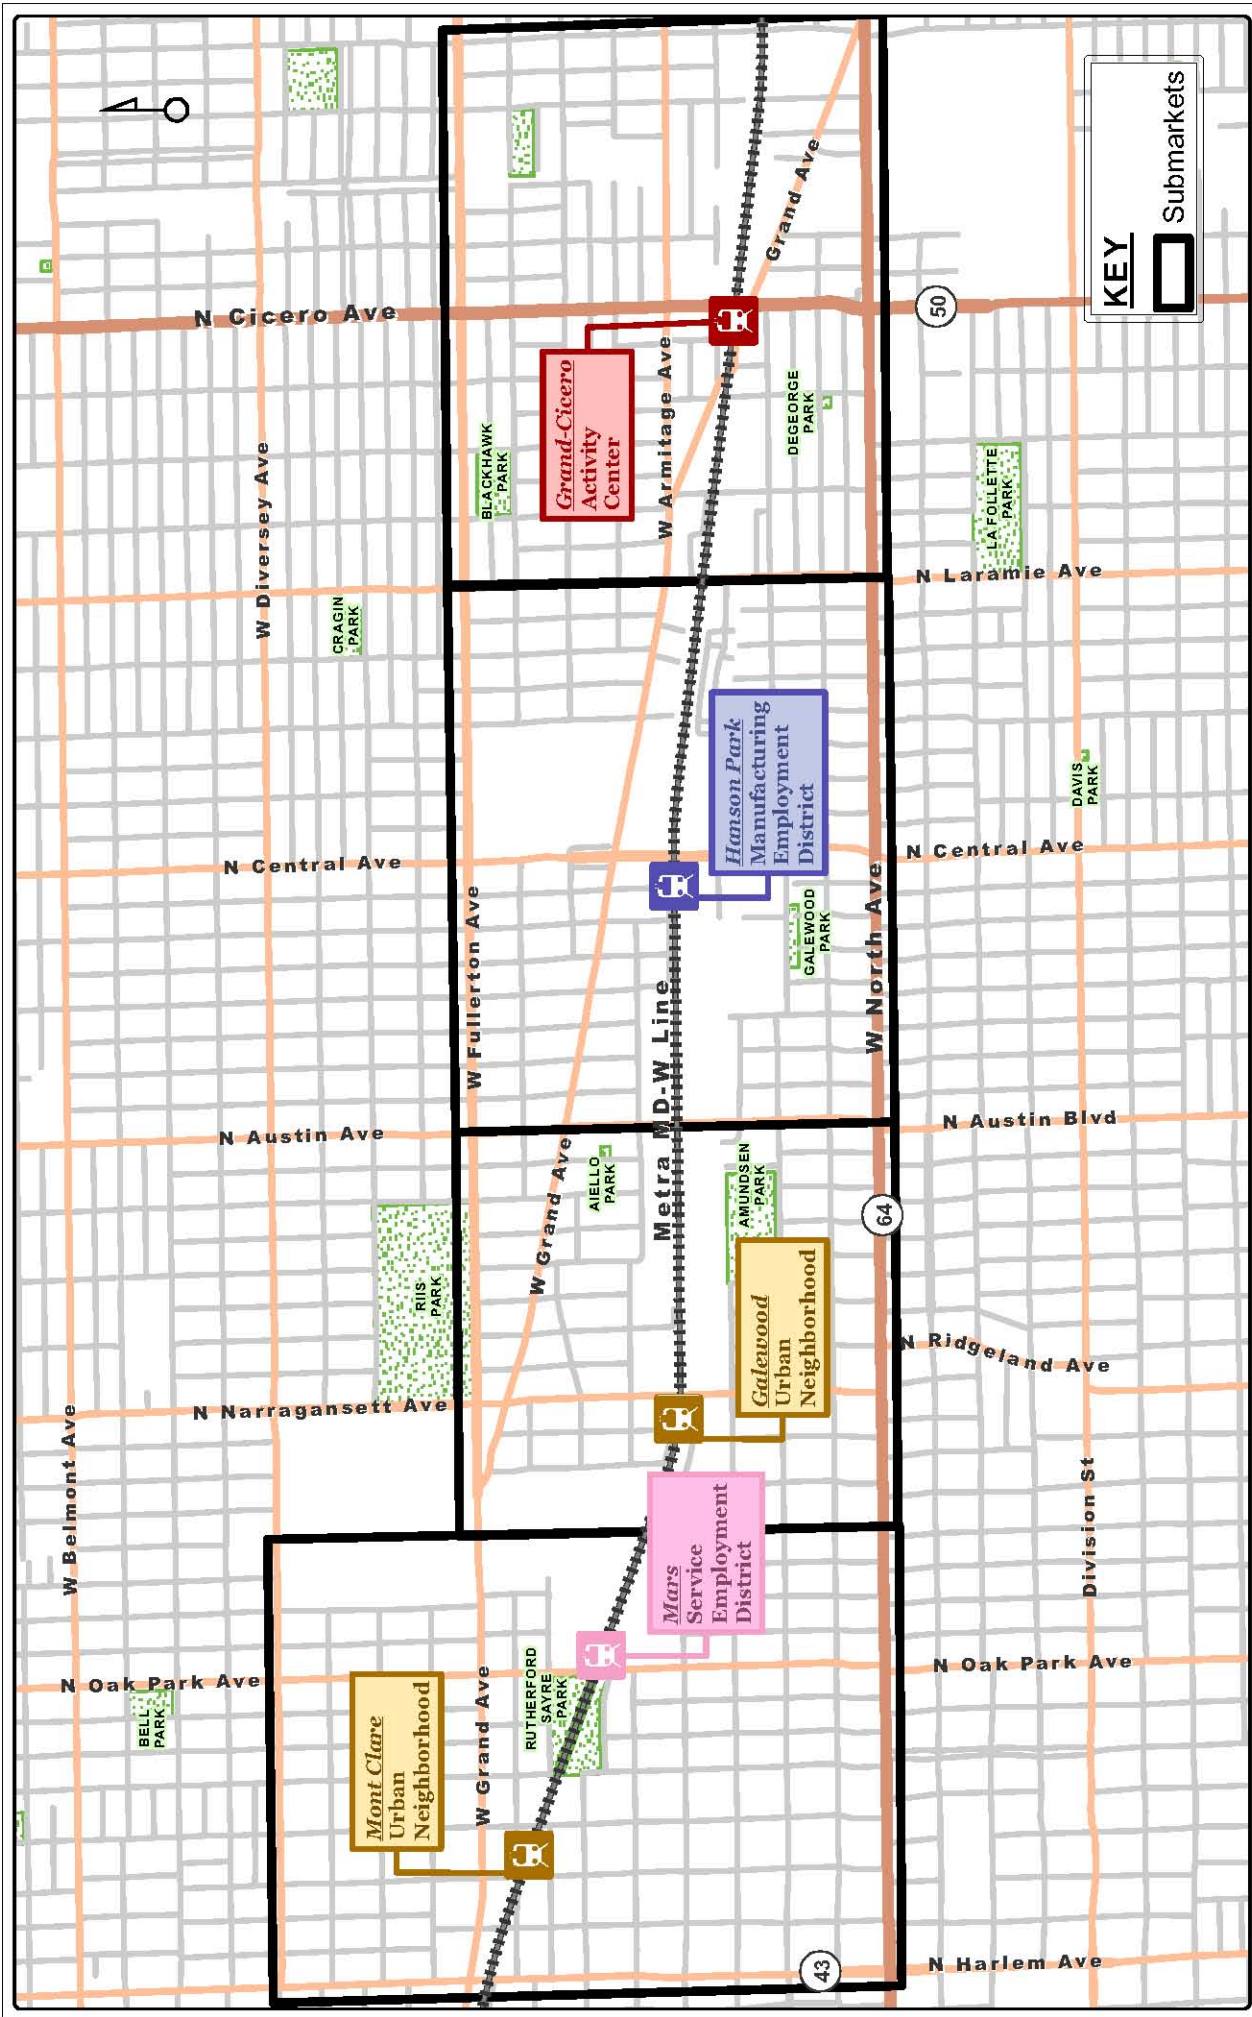 N Cicero Ave
50
Grand Ave
Grand-Cicero
Activity
Center
W Armitage Ave
BLACKHAWK
PARK
DEGEORGE
PARK
LA FOLLETTE
PARK
N Laramie Ave
W Diversey Ave
CRAGIN
PARK
Hanson Park
Manufacturing
Employment
District
DAVIS
PARK
N Central Ave
N Central Ave
W Fullerton Ave
GALEWOOD
PARK
W North Ave
Metra MD-W Line
N Austin Ave
N Austin Blvd
W Grand Ave
AIELLO
PARK
AMUNDSEN
PARK
64
RIIS
PARK
Galewood
Urban
Neighborhood
N Ridgeland Ave
N Narragansett Ave
W Belmont Ave
Division St
Mars
Service
Employment
District
N Oak Park Ave
N Oak Park Ave
BELL
PARK
RUTHERFORD
SAYRE
PARK
W Grand Ave
Mont Clare
Urban
Neighborhood
43
N Harlem Ave
KEY
Submarkets